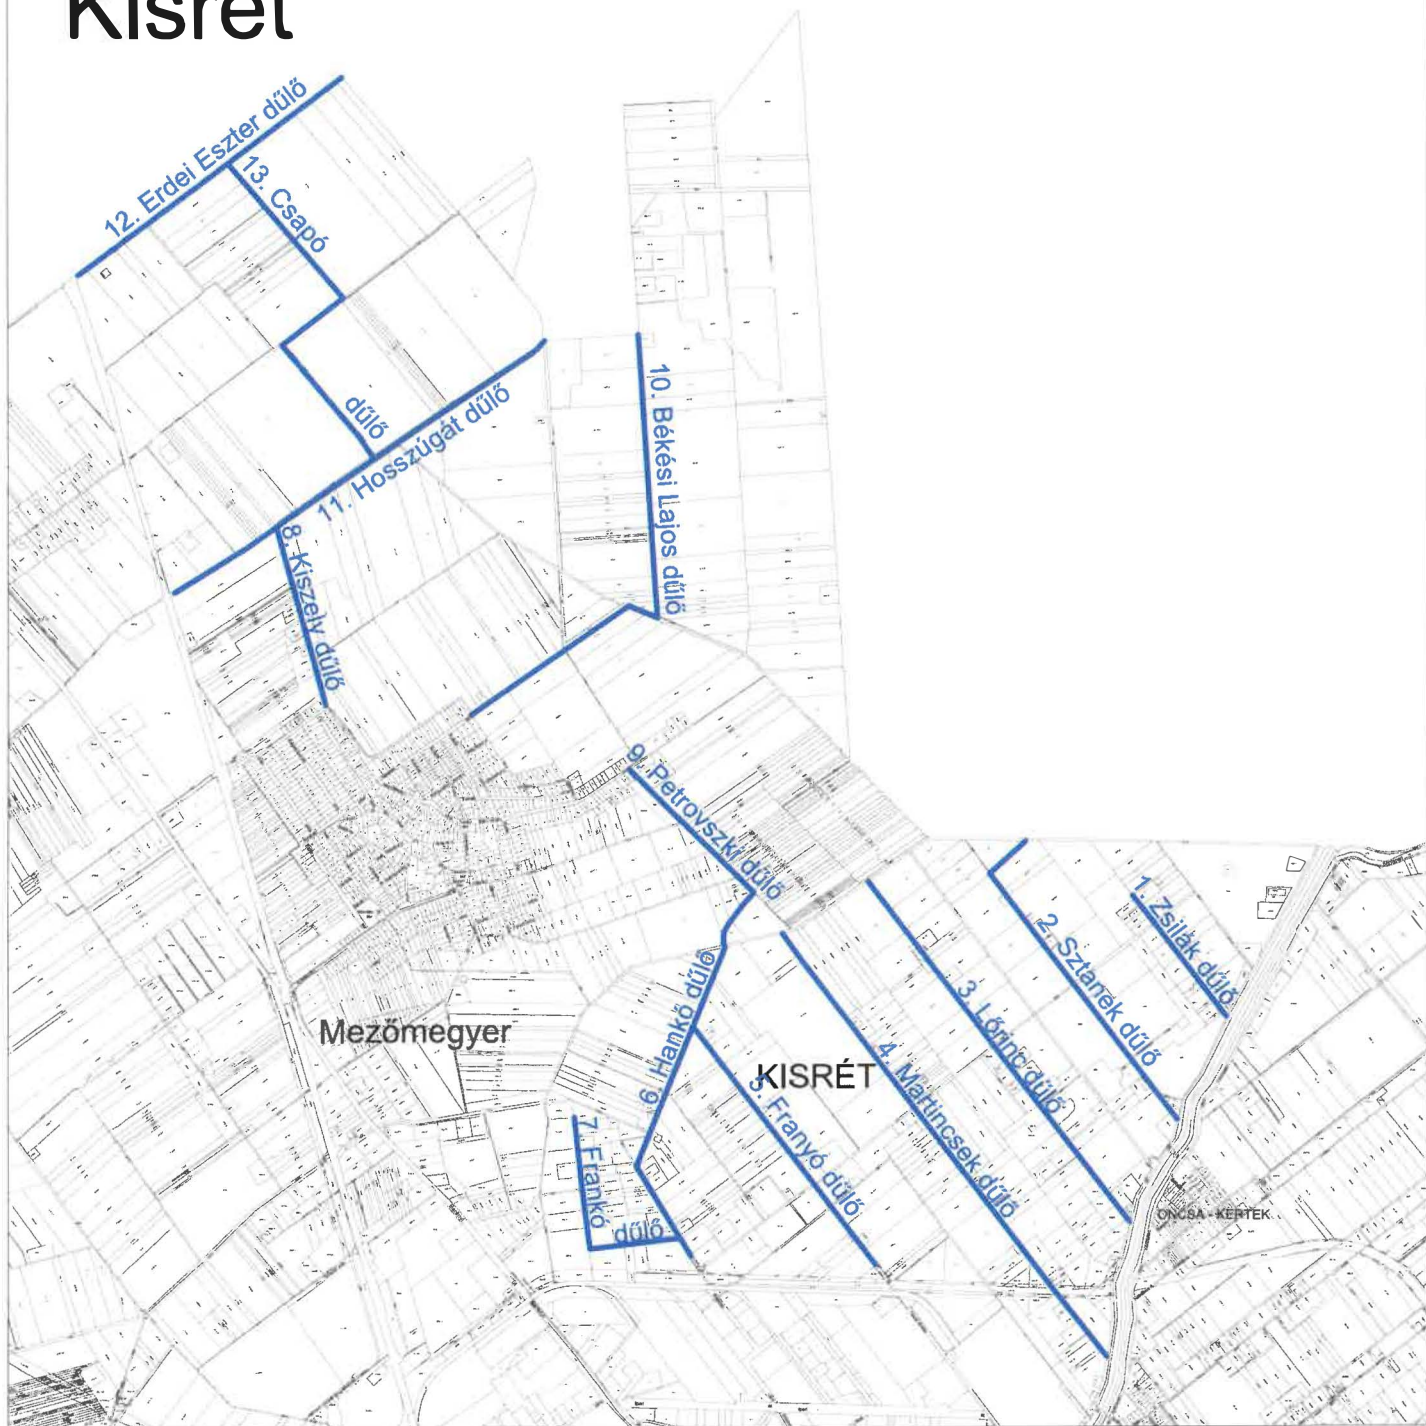 Kisrét
12. Erdei Eszter dűlő
13. Csapó
dűlő
11. Hosszúgát dűlő
10. Békési Lajos dűlő
8. Kiszely dűlő
9. Petrovszki dűlő
1. Zsilák dűlő
2. Sztanek dűlő
3. Lőrinc dűlő
4. Martincsek dűlő
Mezőmegyer
KISRÉT
6. Hankó dűlő
5. Franyó dűlő
7. Frankó
dűlő
ONCSA - KERTEK